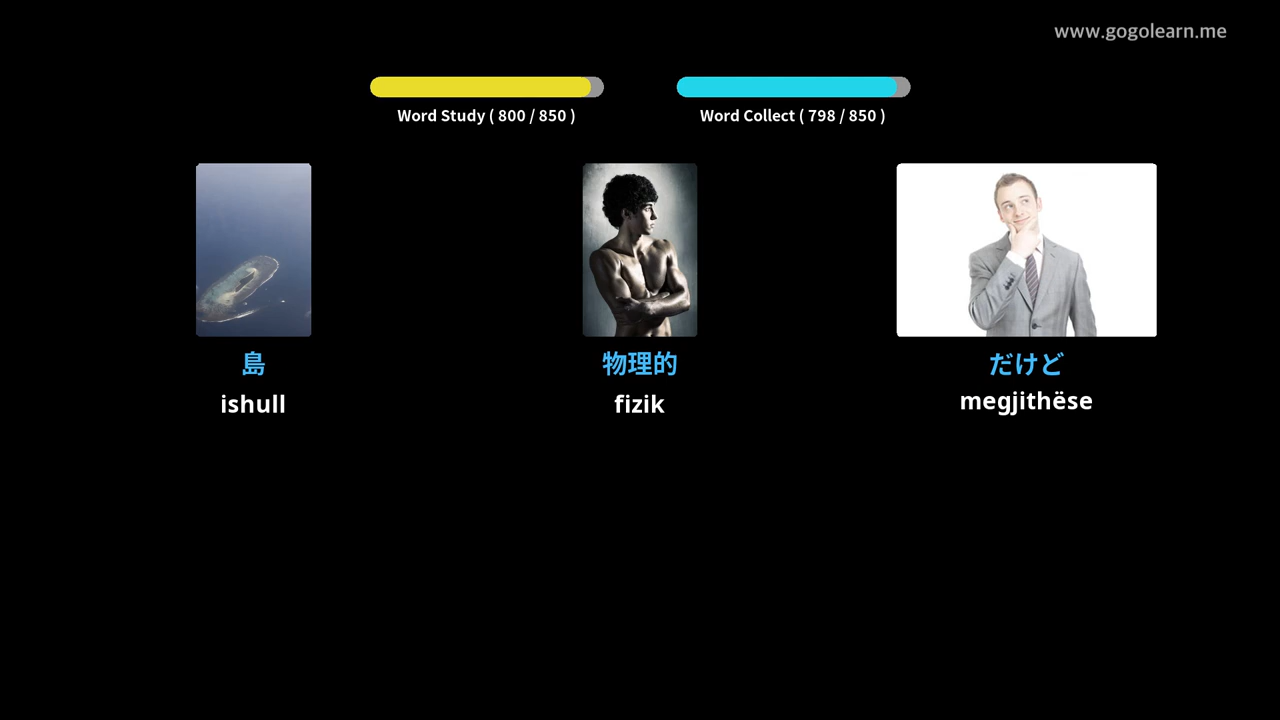 www.gogolearn.me
Word Study ( 800 / 850 )
Word Collect ( 798 / 850 )
島
物理的
だけど
ishull
fizik
megjithëse